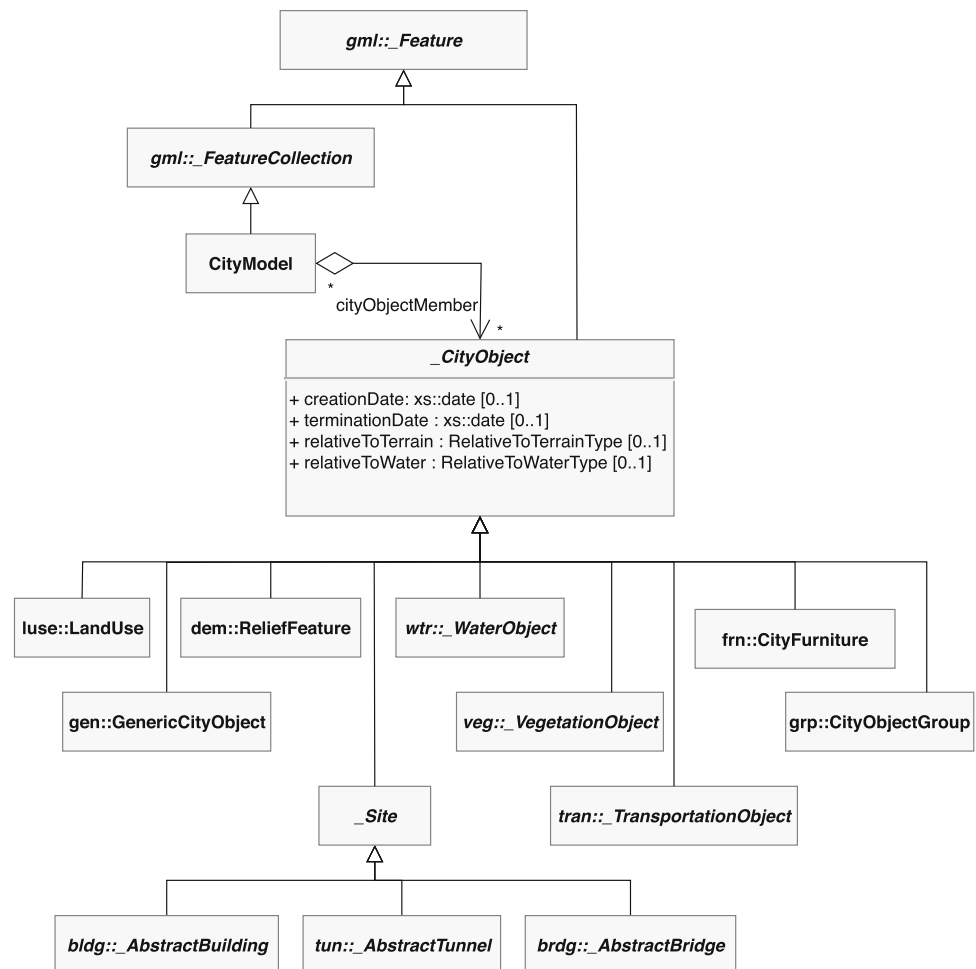 gml::_Feature
gml::_FeatureCollection
CityModel
*
cityObjectMember
*
_CityObject
+ creationDate: xs::date [0..1]
+ terminationDate : xs::date [0..1]
+ relativeToTerrain : RelativeToTerrainType [0..1]
+ relativeToWater : RelativeToWaterType [0..1]
luse::LandUse
dem::ReliefFeature
wtr::_WaterObject
frn::CityFurniture
gen::GenericCityObject
veg::_VegetationObject
grp::CityObjectGroup
_Site
tran::_TransportationObject
bldg::_AbstractBuilding
tun::_AbstractTunnel
brdg::_AbstractBridge